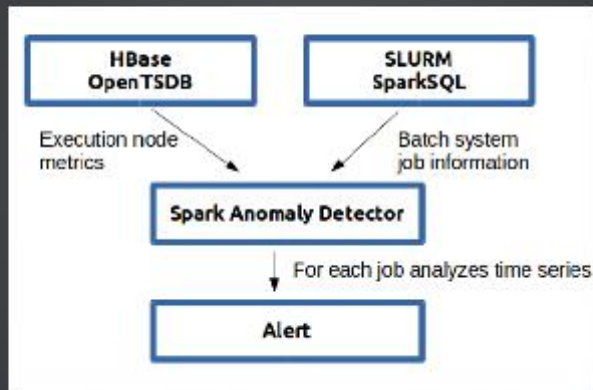 HBase
OpenTSDB
SLURM
SparkSQL
Execution node
metrics
Batch system
job information
Spark Anomaly Detector
For each job analyzes time series
Alert